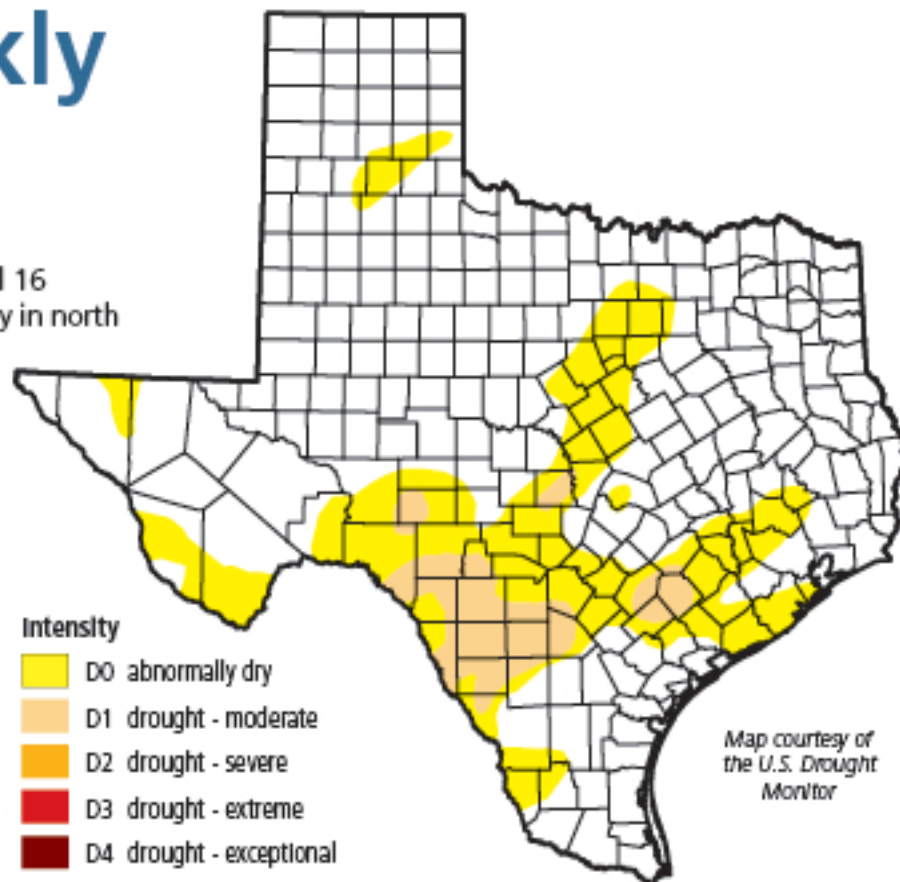 kly
l 16
y in north
Intensity
D0 abnormally dry
D1 drought - moderate
D2 drought - severe
D3 drought - extreme
D4 drought - exceptional
Map courtesy of
the U.S. Drought
Monitor